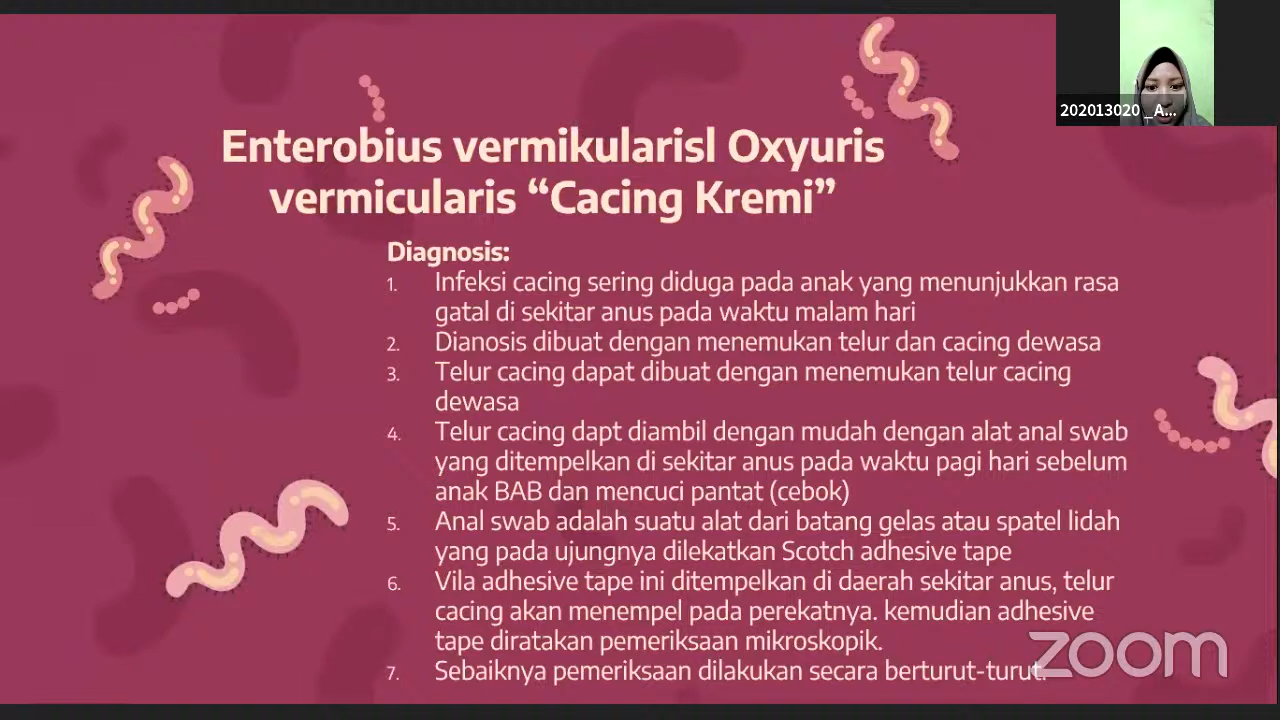 202013020 _A...
Enterobius vermikularisl Oxyuris
vermicularis “Cacing Kremi”
Diagnosis:
1. Infeksi cacing sering diduga pada anak yang menunjukkan rasa
gatal di sekitar anus pada waktu malam hari
2. Dianosis dibuat dengan menemukan telur dan cacing dewasa
3. Telur cacing dapat dibuat dengan menemukan telur cacing
dewasa
4. Telur cacing dapt diambil dengan mudah dengan alat anal swab
yang ditempelkan di sekitar anus pada waktu pagi hari sebelum
anak BAB dan mencuci pantat (cebok)
5. Anal swab adalah suatu alat dari batang gelas atau spatel lidah
yang pada ujungnya dilekatkan Scotch adhesive tape
6. Vila adhesive tape ini ditempelkan di daerah sekitar anus, telur
cacing akan menempel pada perekatnya. kemudian adhesive
tape diratakan pemeriksaan mikroskopik.
7. Sebaiknya pemeriksaan dilakukan secara berturut-turut.
zoom